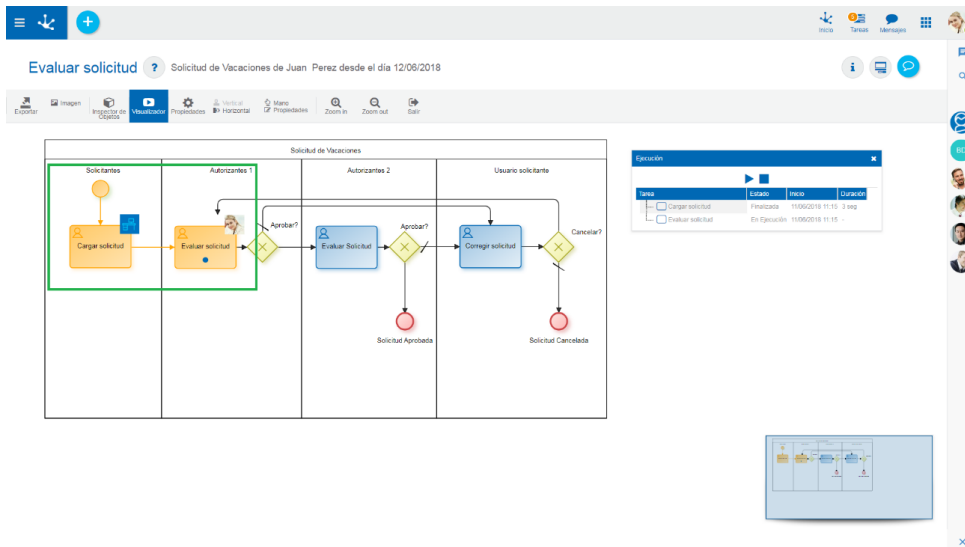 Inicio
Tareas
Mensajes
Evaluar solicitud ? Solicitud de Vacaciones de Juan Perez desde el día 12/06/2018
i
Exportar
Imagen
Inspector de Objetos
Visualizador
Propiedades
Vertical
Horizontal
Mano
Propiedades
Zoom in
Zoom out
Salir
Solicitud de Vacaciones
Solicitantes
Autorizantes 1
Autorizantes 2
Usuario solicitante
Cargar solicitud
Evaluar solicitud
Aprobar?
Evaluar Solicitud
Aprobar?
Corregir solicitud
Cancelar?
Solicitud Aprobada
Solicitud Cancelada
Ejecución
Tarea Estado Inicio Duración
Cargar solicitud Finalizada 11/06/2018 11:15 3 seg
Evaluar solicitud En Ejecución 11/06/2018 11:15 -